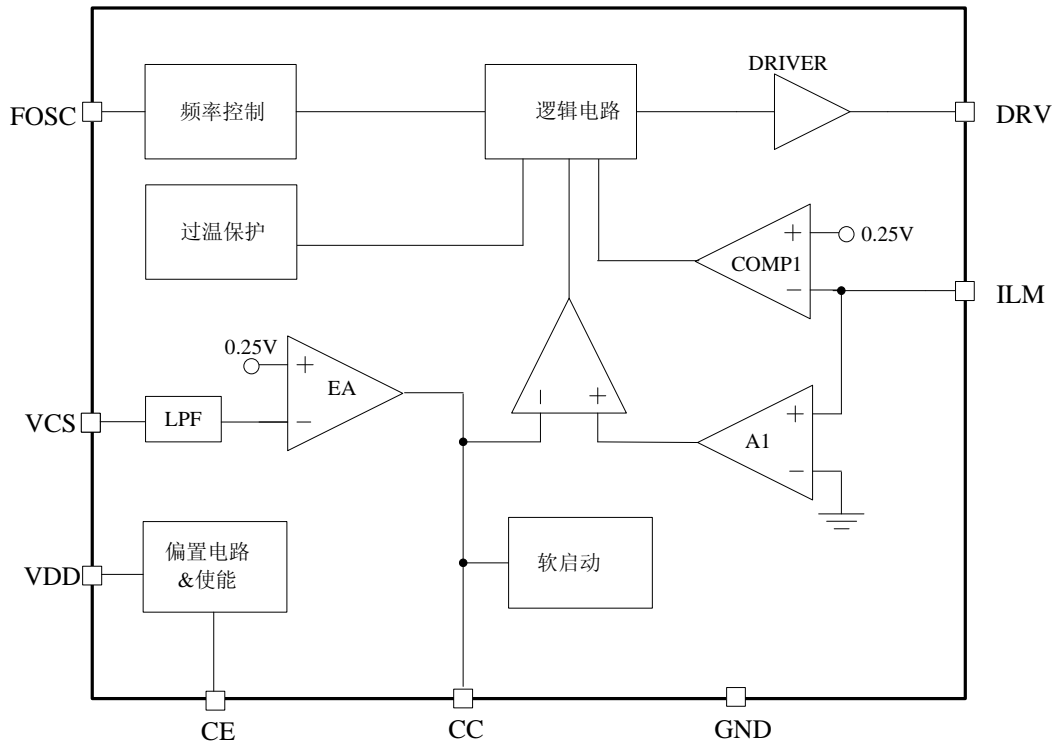 DRIVER
FOSC
频率控制
逻辑电路
DRV
过温保护
+
0.25V
COMP1
−
ILM
0.25V
+
EA
−
VCS
LPF
− +
+
A1
−
偏置电路
&使能
VDD
软启动
CE
CC
GND